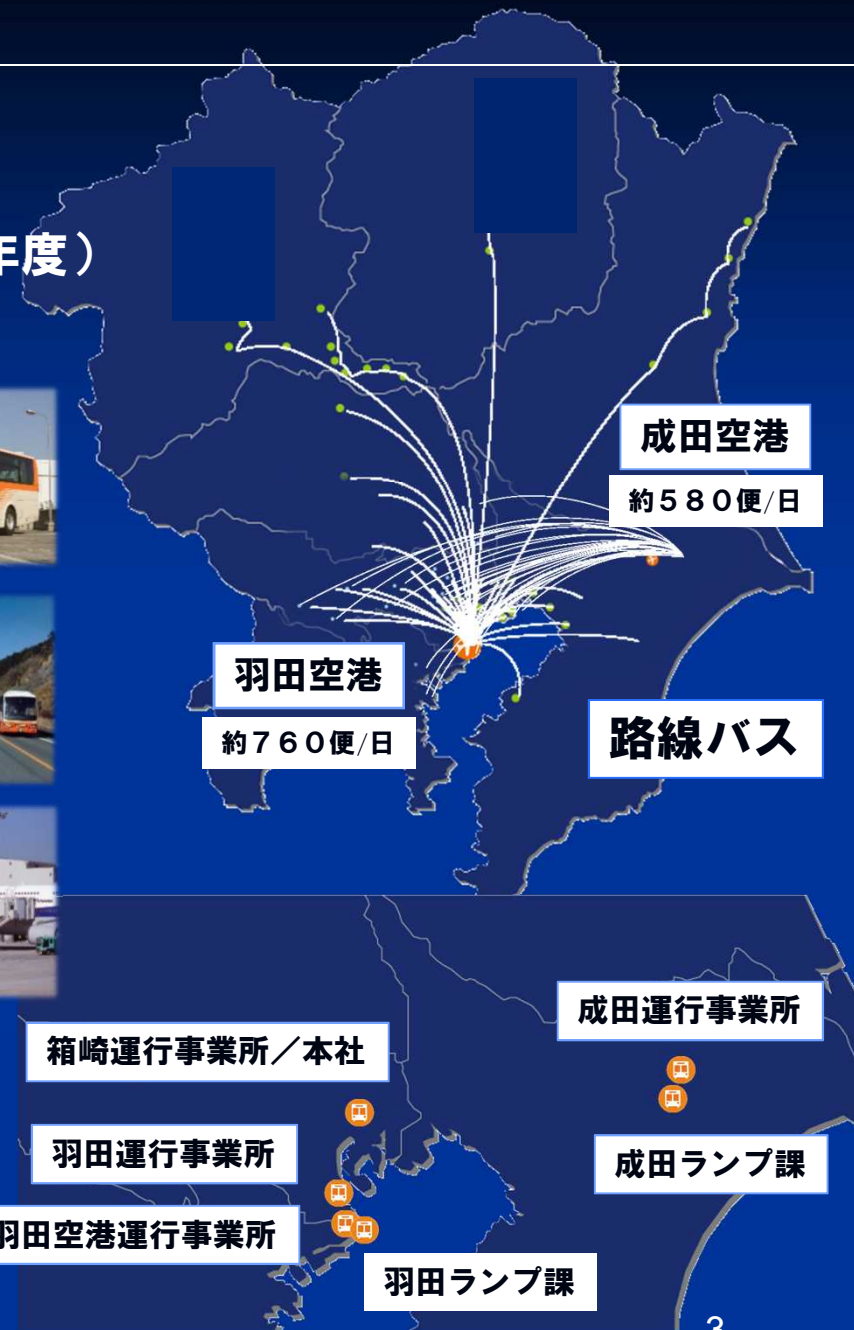 年度）
成田空港
約５８０便/日
羽田空港
約７６０便/日
路線バス
成田運行事業所
箱崎運行事業所／本社
羽田運行事業所
成田ランプ課
羽田空港運行事業所
羽田ランプ課
3